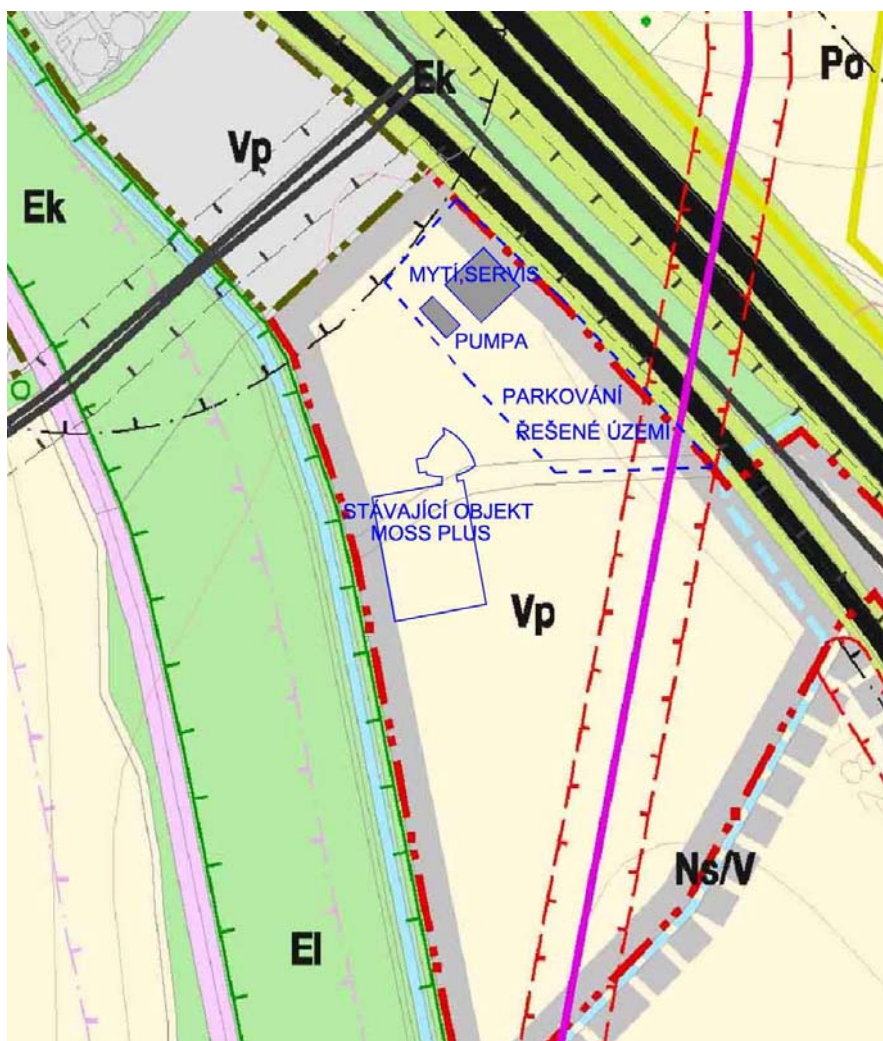 Ek
Po
Vp
Ek
MYTÍ,SERVIS
PUMPA
PARKOVÁNÍ
ŘEŠENÉ ÚZEMÍ
STÁVAJÍCÍ OBJEKT
MOSS PLUS
Vp
Ns/V
El